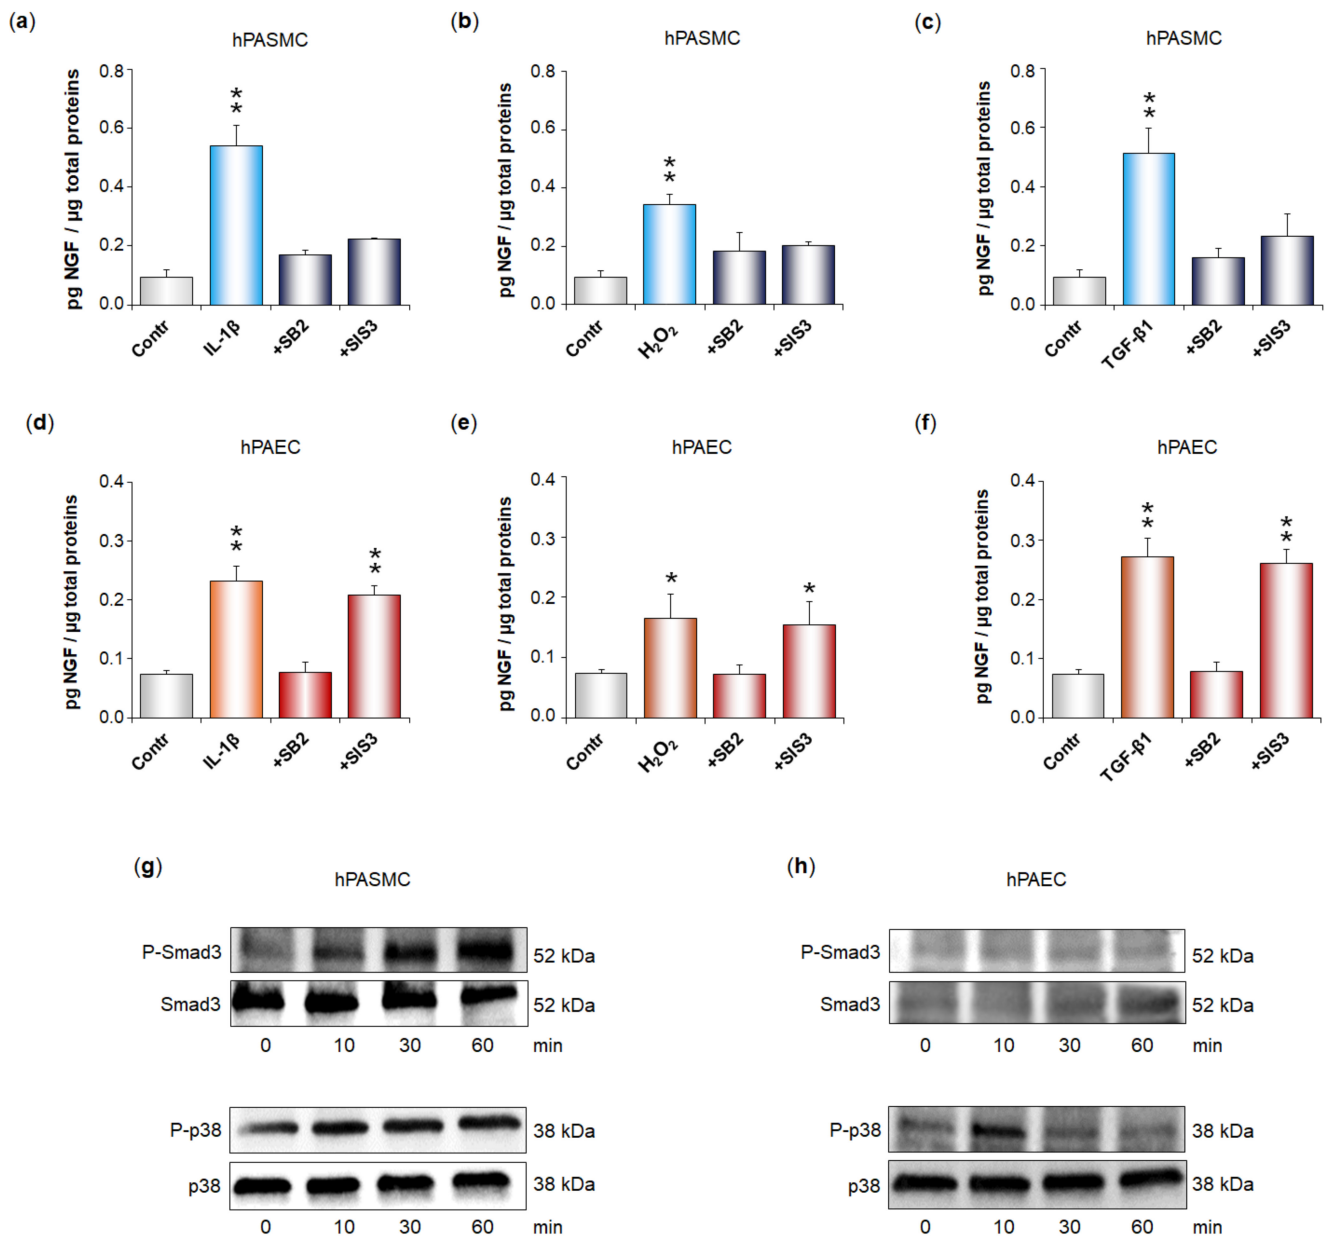 (a)
hPASMC
pg NGF / µg total proteins
0.8
0.6
0.4
0.2
0.0
**
Contr
IL-1β
+SB2
+SIS3
(b)
hPASMC
pg NGF / µg total proteins
0.8
0.6
0.4
0.2
0.0
**
Contr
H₂O₂
+SB2
+SIS3
(c)
hPASMC
pg NGF / µg total proteins
0.8
0.6
0.4
0.2
0.0
**
Contr
TGF-β1
+SB2
+SIS3
(d)
hPAEC
pg NGF / µg total proteins
0.4
0.3
0.2
0.1
0.0
**
**
Contr
IL-1β
+SB2
+SIS3
(e)
hPAEC
pg NGF / µg total proteins
0.4
0.3
0.2
0.1
0.0
*
*
Contr
H₂O₂
+SB2
+SIS3
(f)
hPAEC
pg NGF / µg total proteins
0.4
0.3
0.2
0.1
0.0
**
**
Contr
TGF-β1
+SB2
+SIS3
(g)
hPASMC
P-Smad3 52 kDa
Smad3 52 kDa
0 10 30 60 min
P-p38 38 kDa
p38 38 kDa
0 10 30 60 min
(h)
hPAEC
P-Smad3 52 kDa
Smad3 52 kDa
0 10 30 60 min
P-p38 38 kDa
p38 38 kDa
0 10 30 60 min